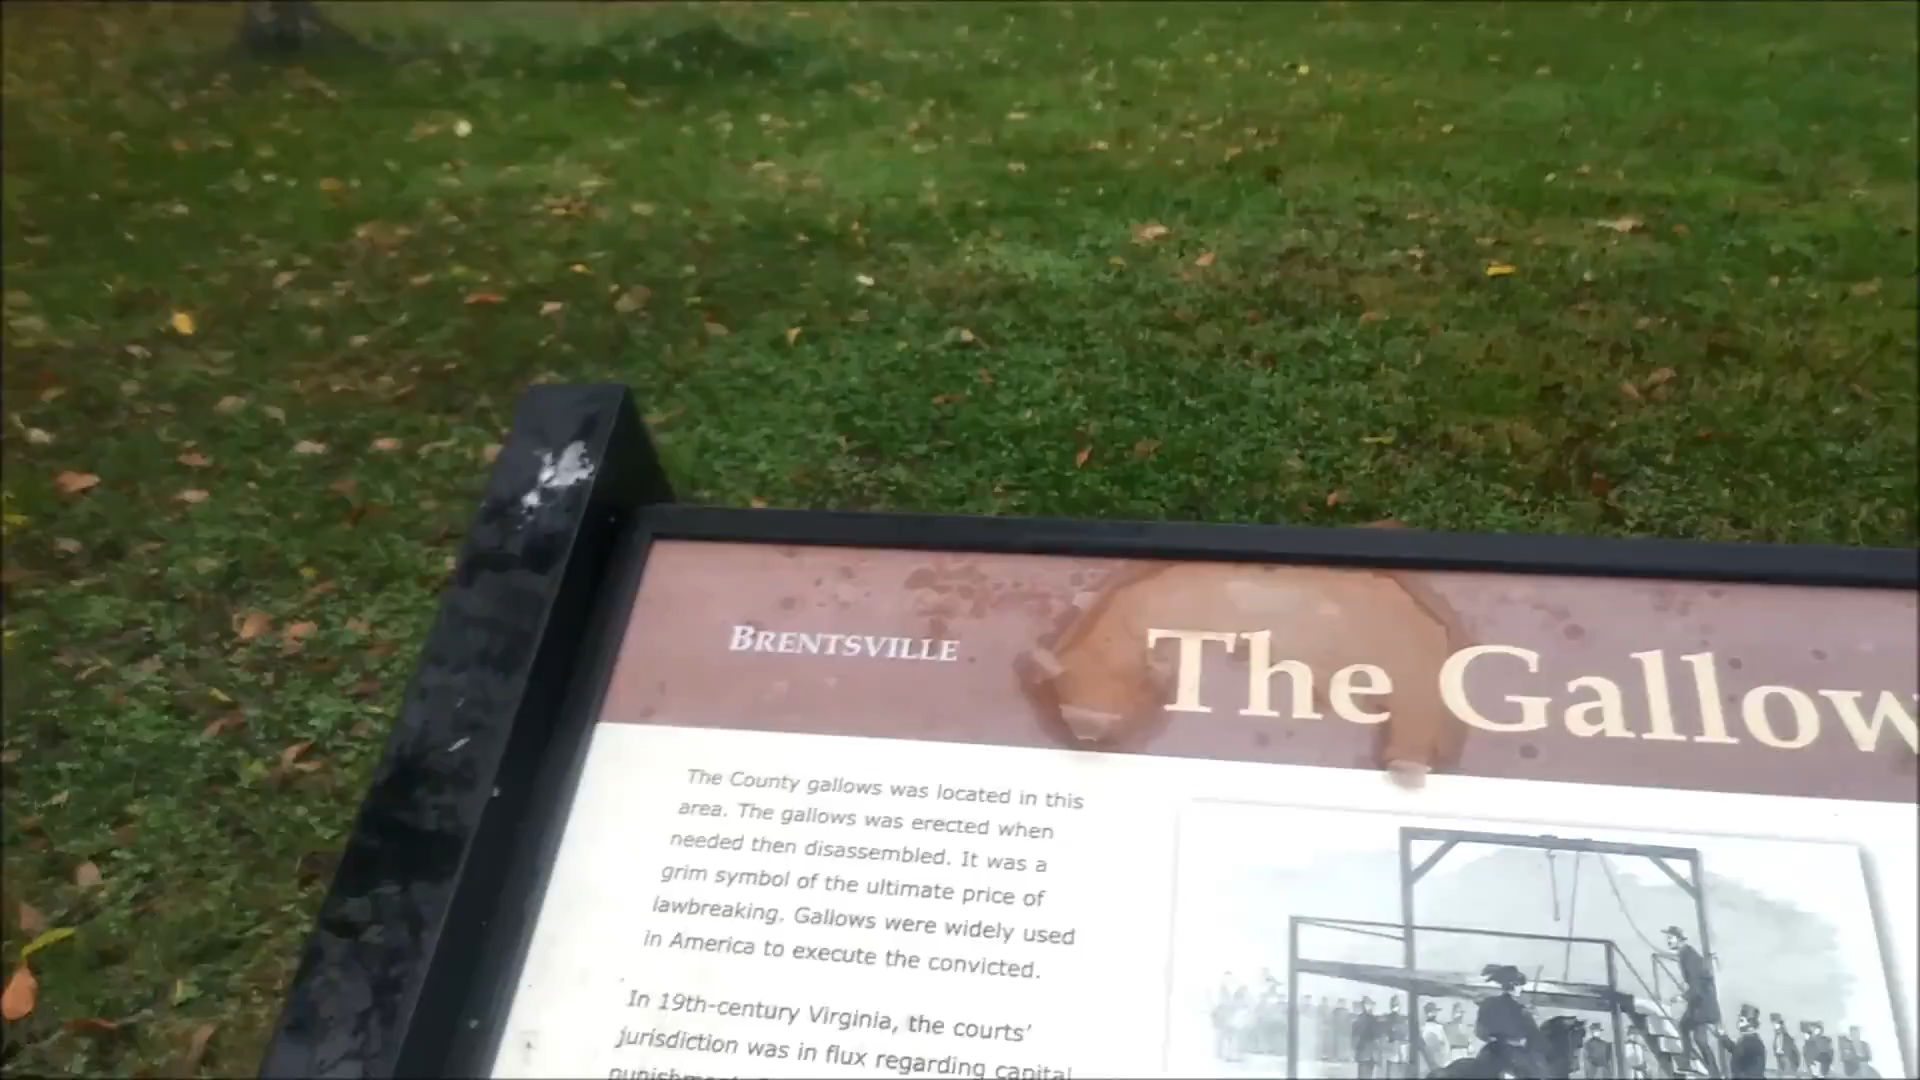 BRENTSVILLE
The Gallow
The County gallows was located in this
area. The gallows was erected when
needed then disassembled. It was a
grim symbol of the ultimate price of
lawbreaking. Gallows were widely used
in America to execute the convicted.
In 19th-century Virginia, the courts'
jurisdiction was in flux regarding capital